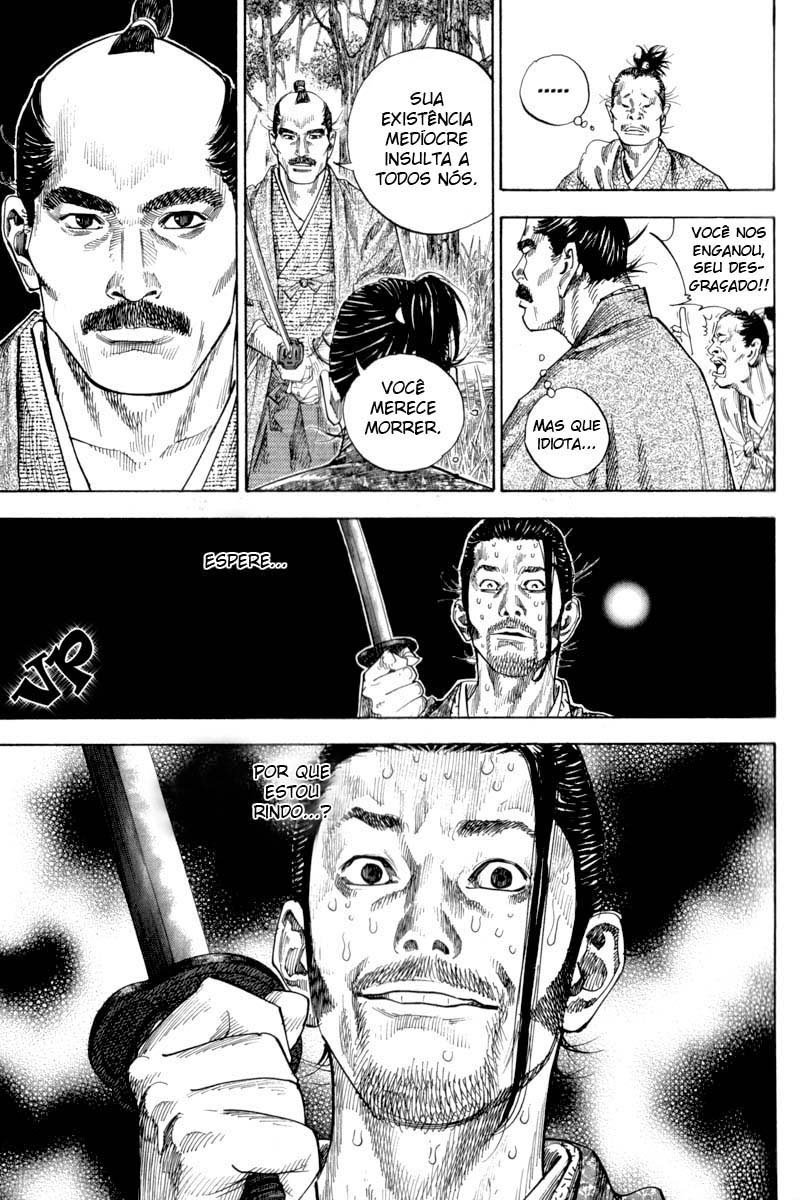 .....
VOCÊ NOS
ENGANOU,
SEU DES-
GRAÇADO!!
MAS QUE
IDIOTA...
SUA
EXISTÊNCIA
MEDÍOCRE
INSULTA A
TODOS NÓS.
VOCÊ
MERECE
MORRER.
ESPERE...
VP
POR QUE
ESTOU
RINDO...?